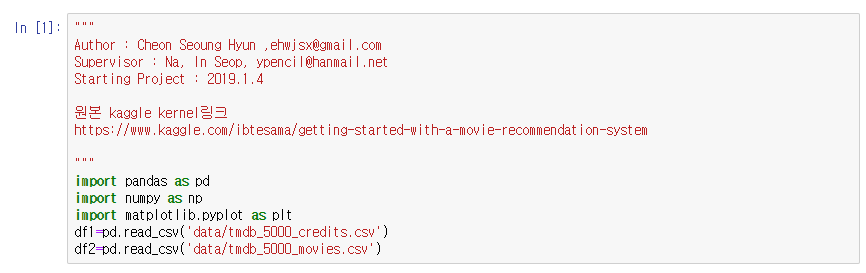 In [1]: """
Author : Cheon Seoung Hyun ,ehwjsx@gmail.com
Supervisor : Na, In Seop, ypencil@hanmail.net
Starting Project : 2019.1.4
원본 kaggle kernel링크
https://www.kaggle.com/ibtesama/getting-started-with-a-movie-recommendation-system
"""
import pandas as pd
import numpy as np
import matplotlib.pyplot as plt
df1=pd.read_csv('data/tmdb_5000_credits.csv')
df2=pd.read_csv('data/tmdb_5000_movies.csv')